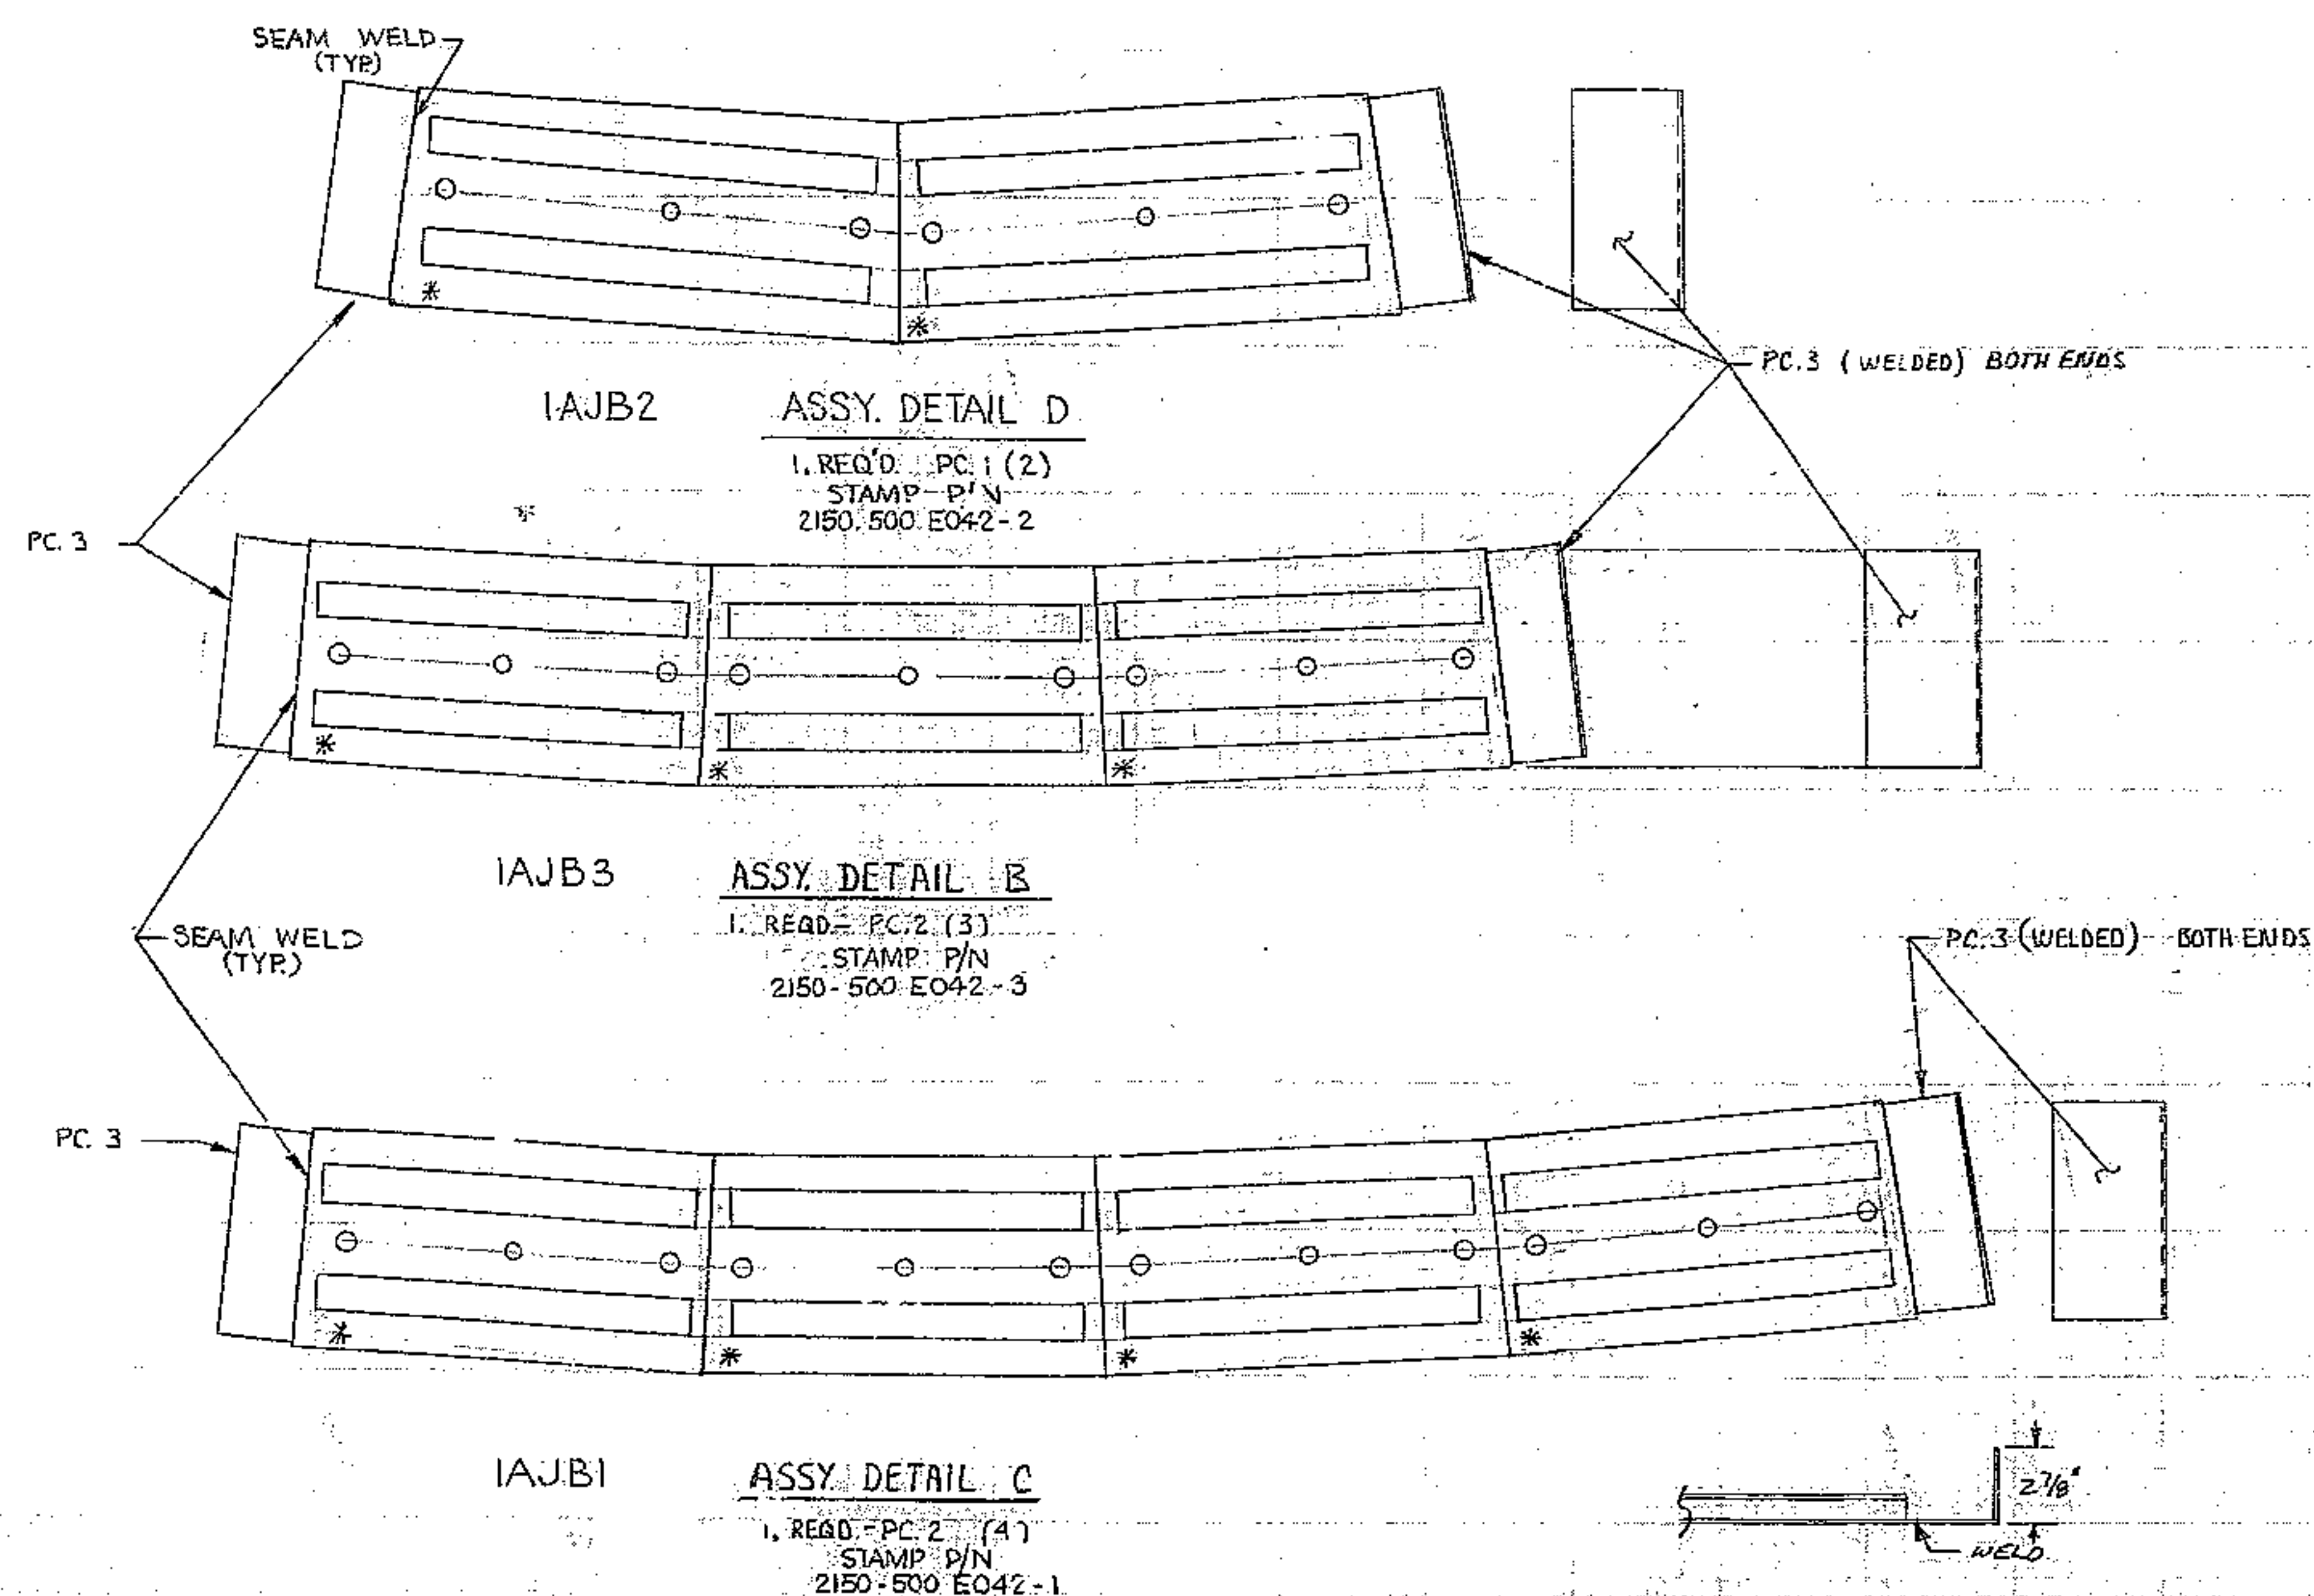 SEAM WELD
(TYP.)
PC.3 (WELDED) BOTH ENDS
1AJB2 ASSY. DETAIL D
1. REQ'D. PC. 1 (2)
STAMP P/N
2150.500 E042-2
*
PC. 3
*
*
*
*
*
1AJB3 ASSY. DETAIL B
1. REQD- PC.2 (3)
STAMP P/N
2150-500 E042-3
SEAM WELD
(TYP.)
PC.3 (WELDED) BOTH ENDS
PC. 3
*
*
*
*
1AJB1 ASSY. DETAIL C
1. REQD.-PC.2 (4)
STAMP P/N
2150-500 E042-1
2 7/8"
WELD